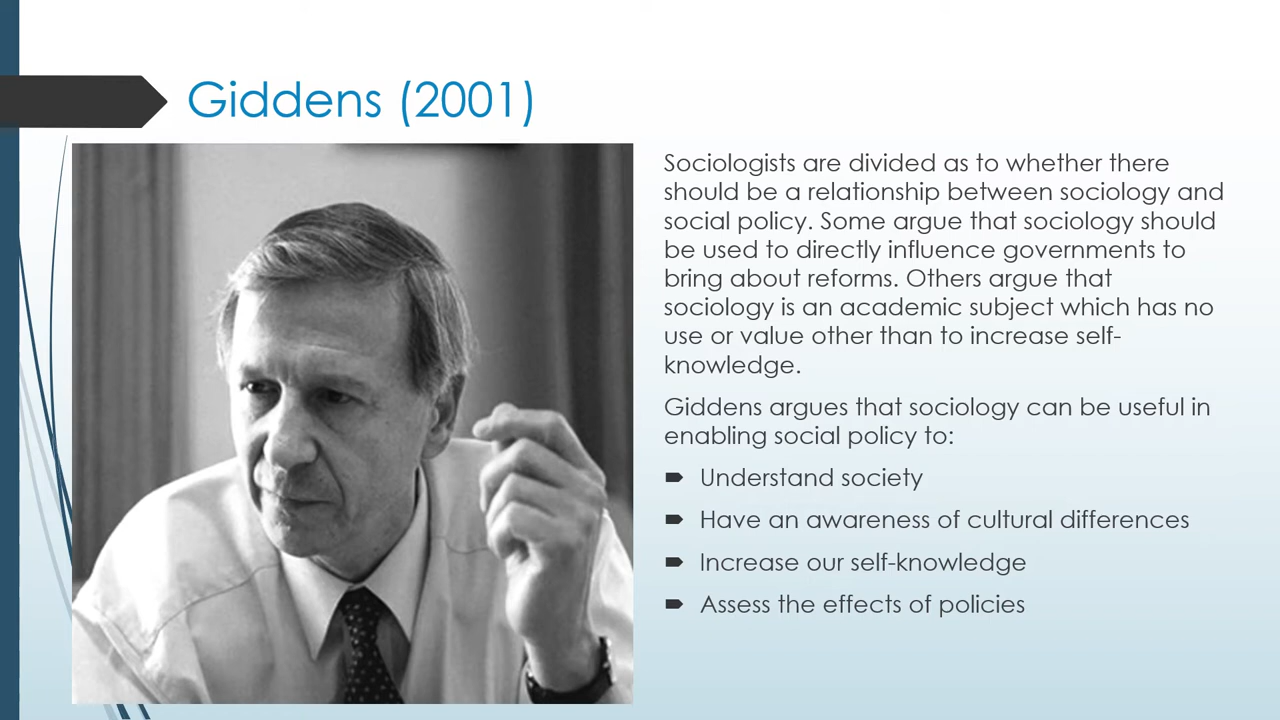 Giddens (2001)
Sociologists are divided as to whether there
should be a relationship between sociology and
social policy. Some argue that sociology should
be used to directly influence governments to
bring about reforms. Others argue that
sociology is an academic subject which has no
use or value other than to increase self-
knowledge.
Giddens argues that sociology can be useful in
enabling social policy to:
Understand society
Have an awareness of cultural differences
Increase our self-knowledge
Assess the effects of policies